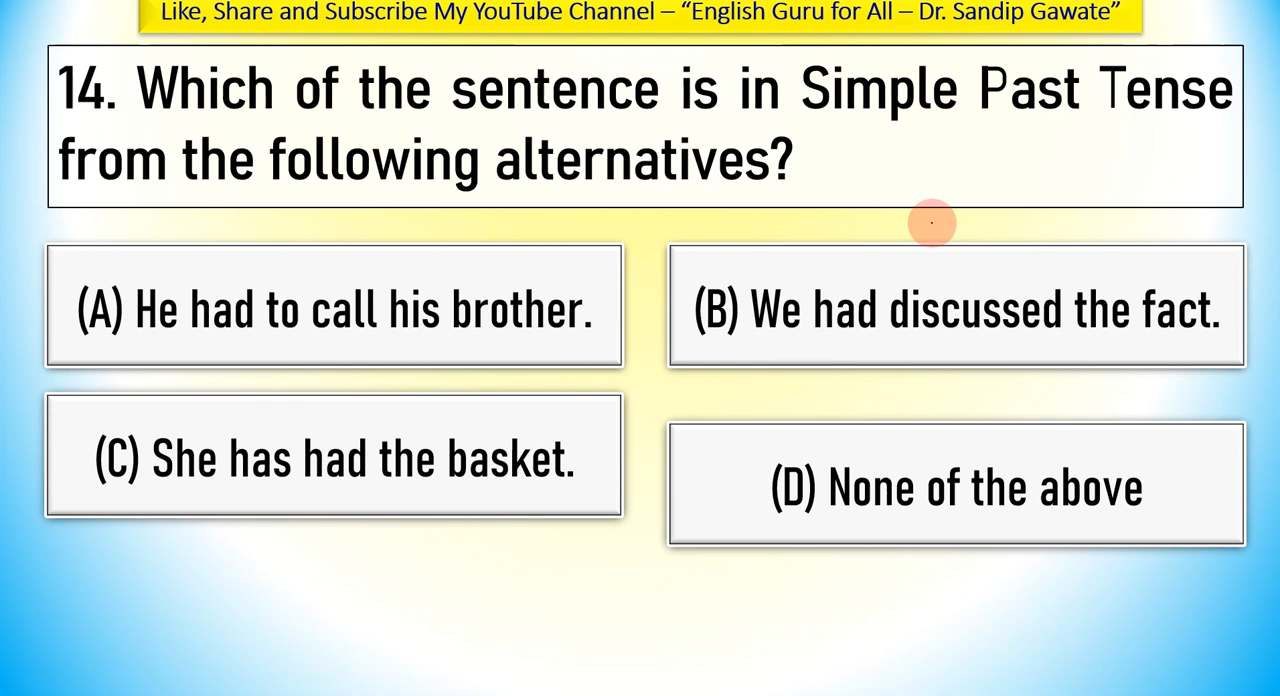 Like, Share and Subscribe My YouTube Channel – “English Guru for All – Dr. Sandip Gawate”
14. Which of the sentence is in Simple Past Tense
from the following alternatives?
(A) He had to call his brother.
(B) We had discussed the fact.
(C) She has had the basket.
(D) None of the above